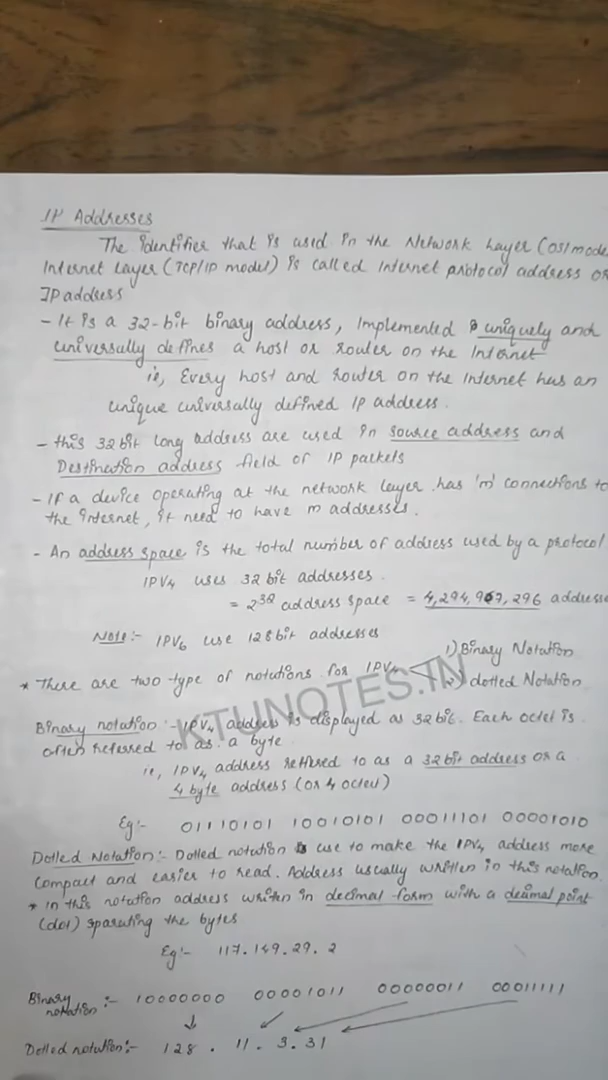 IP Addresses
The identifier that is used in the Network Layer (OSI mode
Internet Layer (TCP/IP model) is called Internet protocol address or
IP address
- It is a 32-bit binary address, implemented uniquely and
universally defines a host or router on the Internet
ie, Every host and router on the Internet has an
unique universally defined IP address.
- this 32 bit long address are used in source address and
Destination address field of IP packets
- If a device operating at the network layer has 'm' connections to
the internet, it need to have m addresses.
- An address space is the total number of address used by a protocol
IPV4 uses 32 bit addresses.
= 2^32 address space = 4,294,967,296 addresse
Note:- IPV6 use 128 bit addresses
1) Binary Notation
* There are two type of notations for IPV4
2) dotted Notation
KTUNOTES.IN
Binary notation :- IPV4 address is displayed as 32 bit. Each octet is
often referred to as a byte
ie, IPV4 address reffered to as a 32 bit address or a
4 byte address (or 4 octet)
Eg:- 01110101 10010101 00011101 00001010
Dotted Notation :- Dotted notation is use to make the IPV4 address more
compact and easier to read. Address usually written in this notation
* in this notation address written in decimal form with a decimal point
(dot) sparating the bytes
Eg:- 117.149.29.2
Binary notation :- 10000000 00001011 00000011 00011111
Dotted notation:- 128 . 11 . 3 . 31